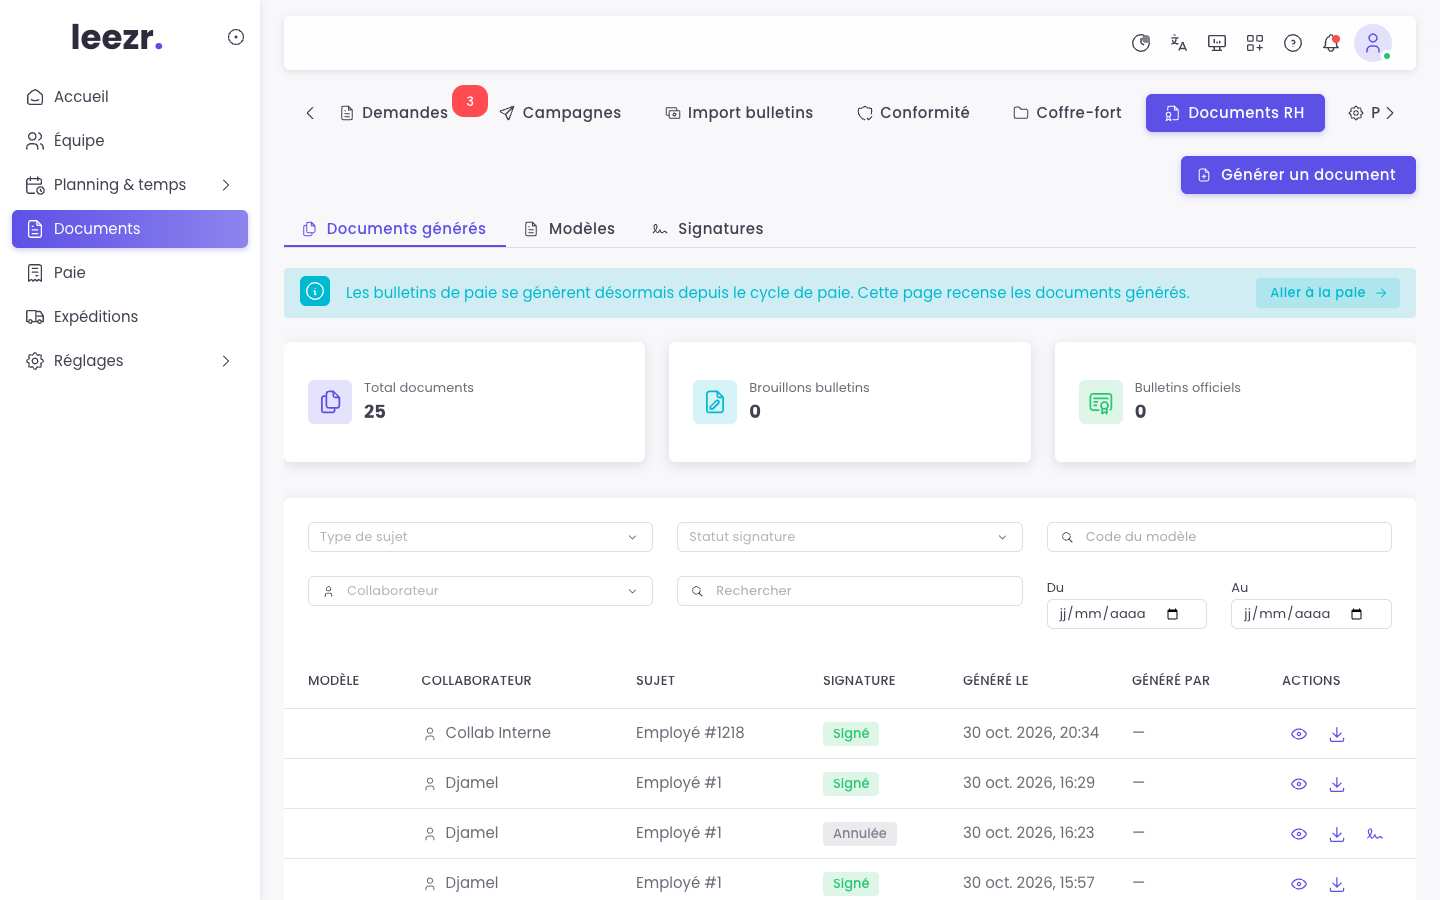 leezr.
Accueil
Équipe
Planning & temps
Documents
Paie
Expéditions
Réglages
Demandes 3 Campagnes Import bulletins Conformité Coffre-fort Documents RH P
Générer un document
Documents générés Modèles Signatures
Les bulletins de paie se génèrent désormais depuis le cycle de paie. Cette page recense les documents générés. Aller à la paie →
Total documents
25
Brouillons bulletins
0
Bulletins officiels
0
Type de sujet Statut signature Code du modèle
Collaborateur Rechercher
Du Au
jj/mm/aaaa jj/mm/aaaa
MODÈLE COLLABORATEUR SUJET SIGNATURE GÉNÉRÉ LE GÉNÉRÉ PAR ACTIONS
Collab Interne Employé #1218 Signé 30 oct. 2026, 20:34 —
Djamel Employé #1 Signé 30 oct. 2026, 16:29 —
Djamel Employé #1 Annulée 30 oct. 2026, 16:23 —
Djamel Employé #1 Signé 30 oct. 2026, 15:57 —